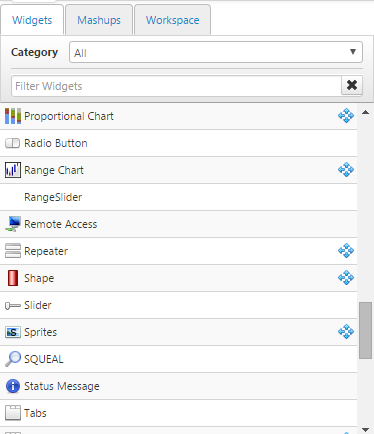 Widgets Mashups Workspace
Category All
Filter Widgets
Proportional Chart
Radio Button
Range Chart
RangeSlider
Remote Access
Repeater
Shape
Slider
Sprites
SQUEAL
Status Message
Tabs